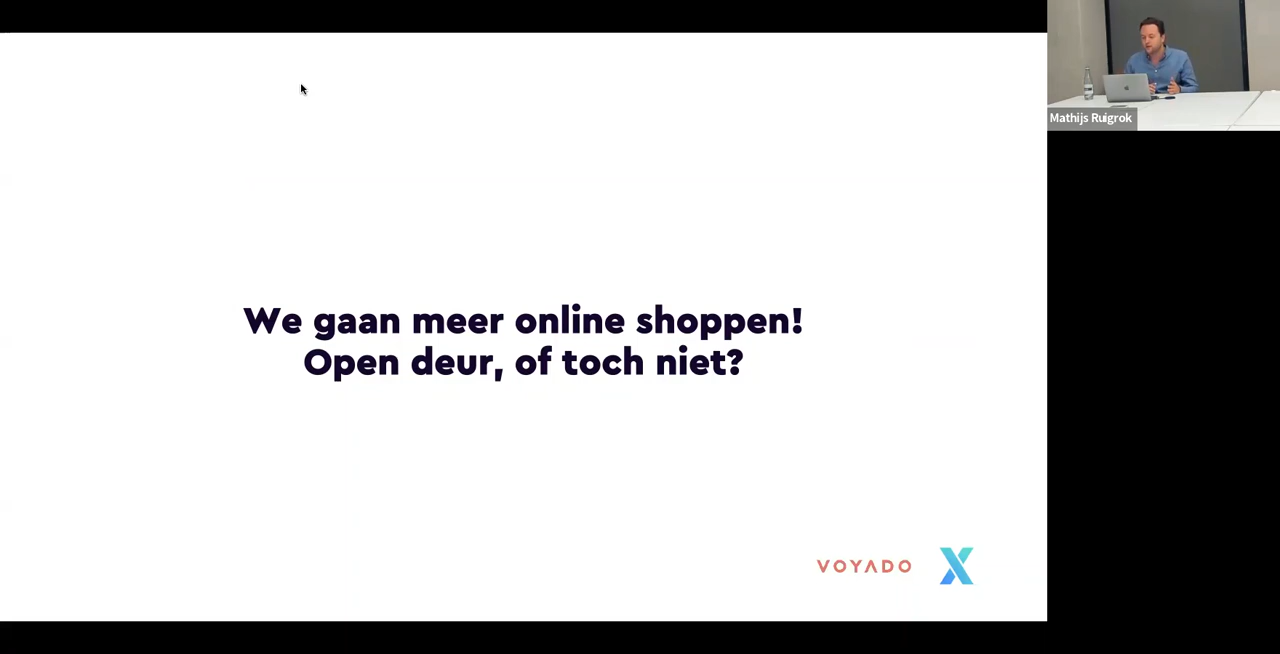 Mathijs Ruigrok
We gaan meer online shoppen!
Open deur, of toch niet?
VOYADO X